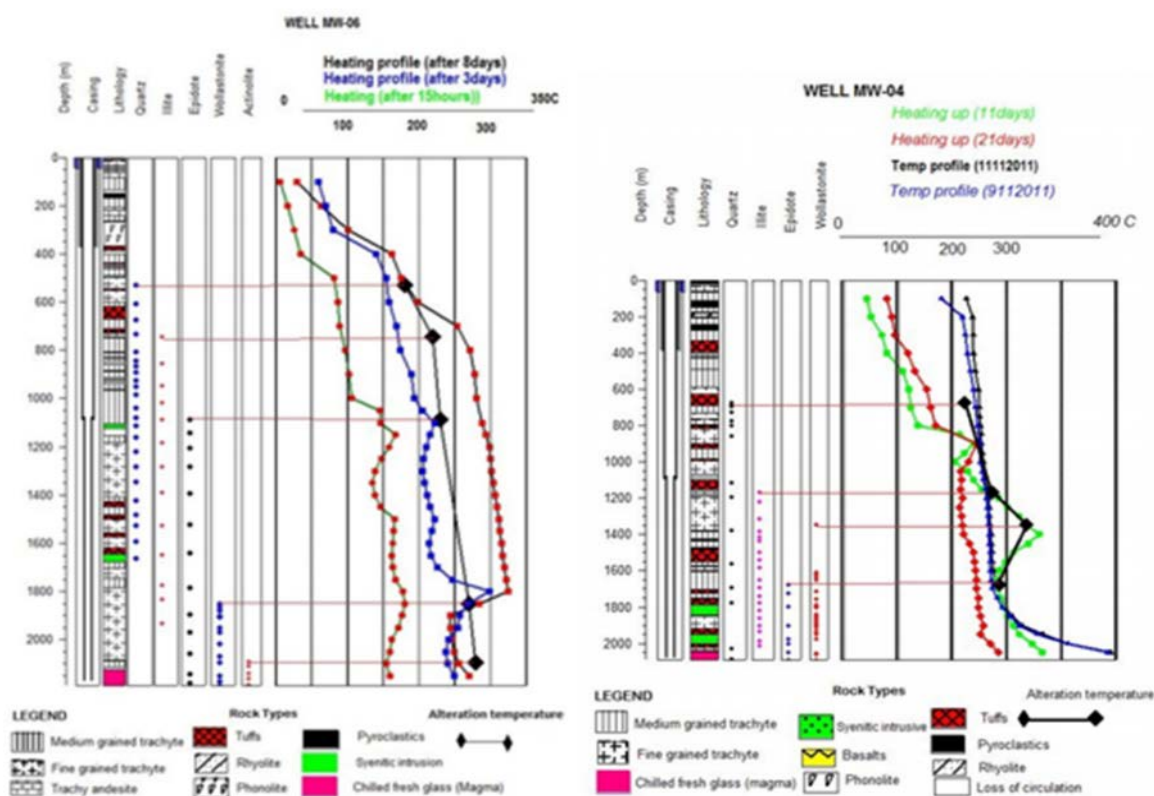 WELL MW-06
Heating profile (after 8days)
Heating profile (after 3days)
Heating (after 15hours))
0 350C
100 200 300
Depth (m)
Casing
Lithology
Quartz
Illite
Epidote
Wollastonite
Actinolite
0
200
400
600
800
1000
1200
1400
1600
1800
2000
LEGEND
Rock Types
Alteration temperature
Medium grained trachyte
Tuffs
Pyroclastics
Fine grained trachyte
Rhyolite
Syenitic intrusion
Trachy andesite
Phonolite
Chilled fresh glass (Magma)
WELL MW-04
Heating up (11days)
Heating up (21days)
Temp profile (11112011)
Temp profile (9112011)
0 400 C
100 200 300
Depth (m)
Casing
Lithology
Quartz
Illite
Epidote
Wollastonite
0
200
400
600
800
1000
1200
1400
1600
1800
2000
LEGEND
Rock Types
Alteration temperature
Medium grained trachyte
Syenitic intrusive
Tuffs
Fine grained trachyte
Basalts
Pyroclastics
Chilled fresh glass (magma)
Phonolite
Rhyolite
Loss of circulation